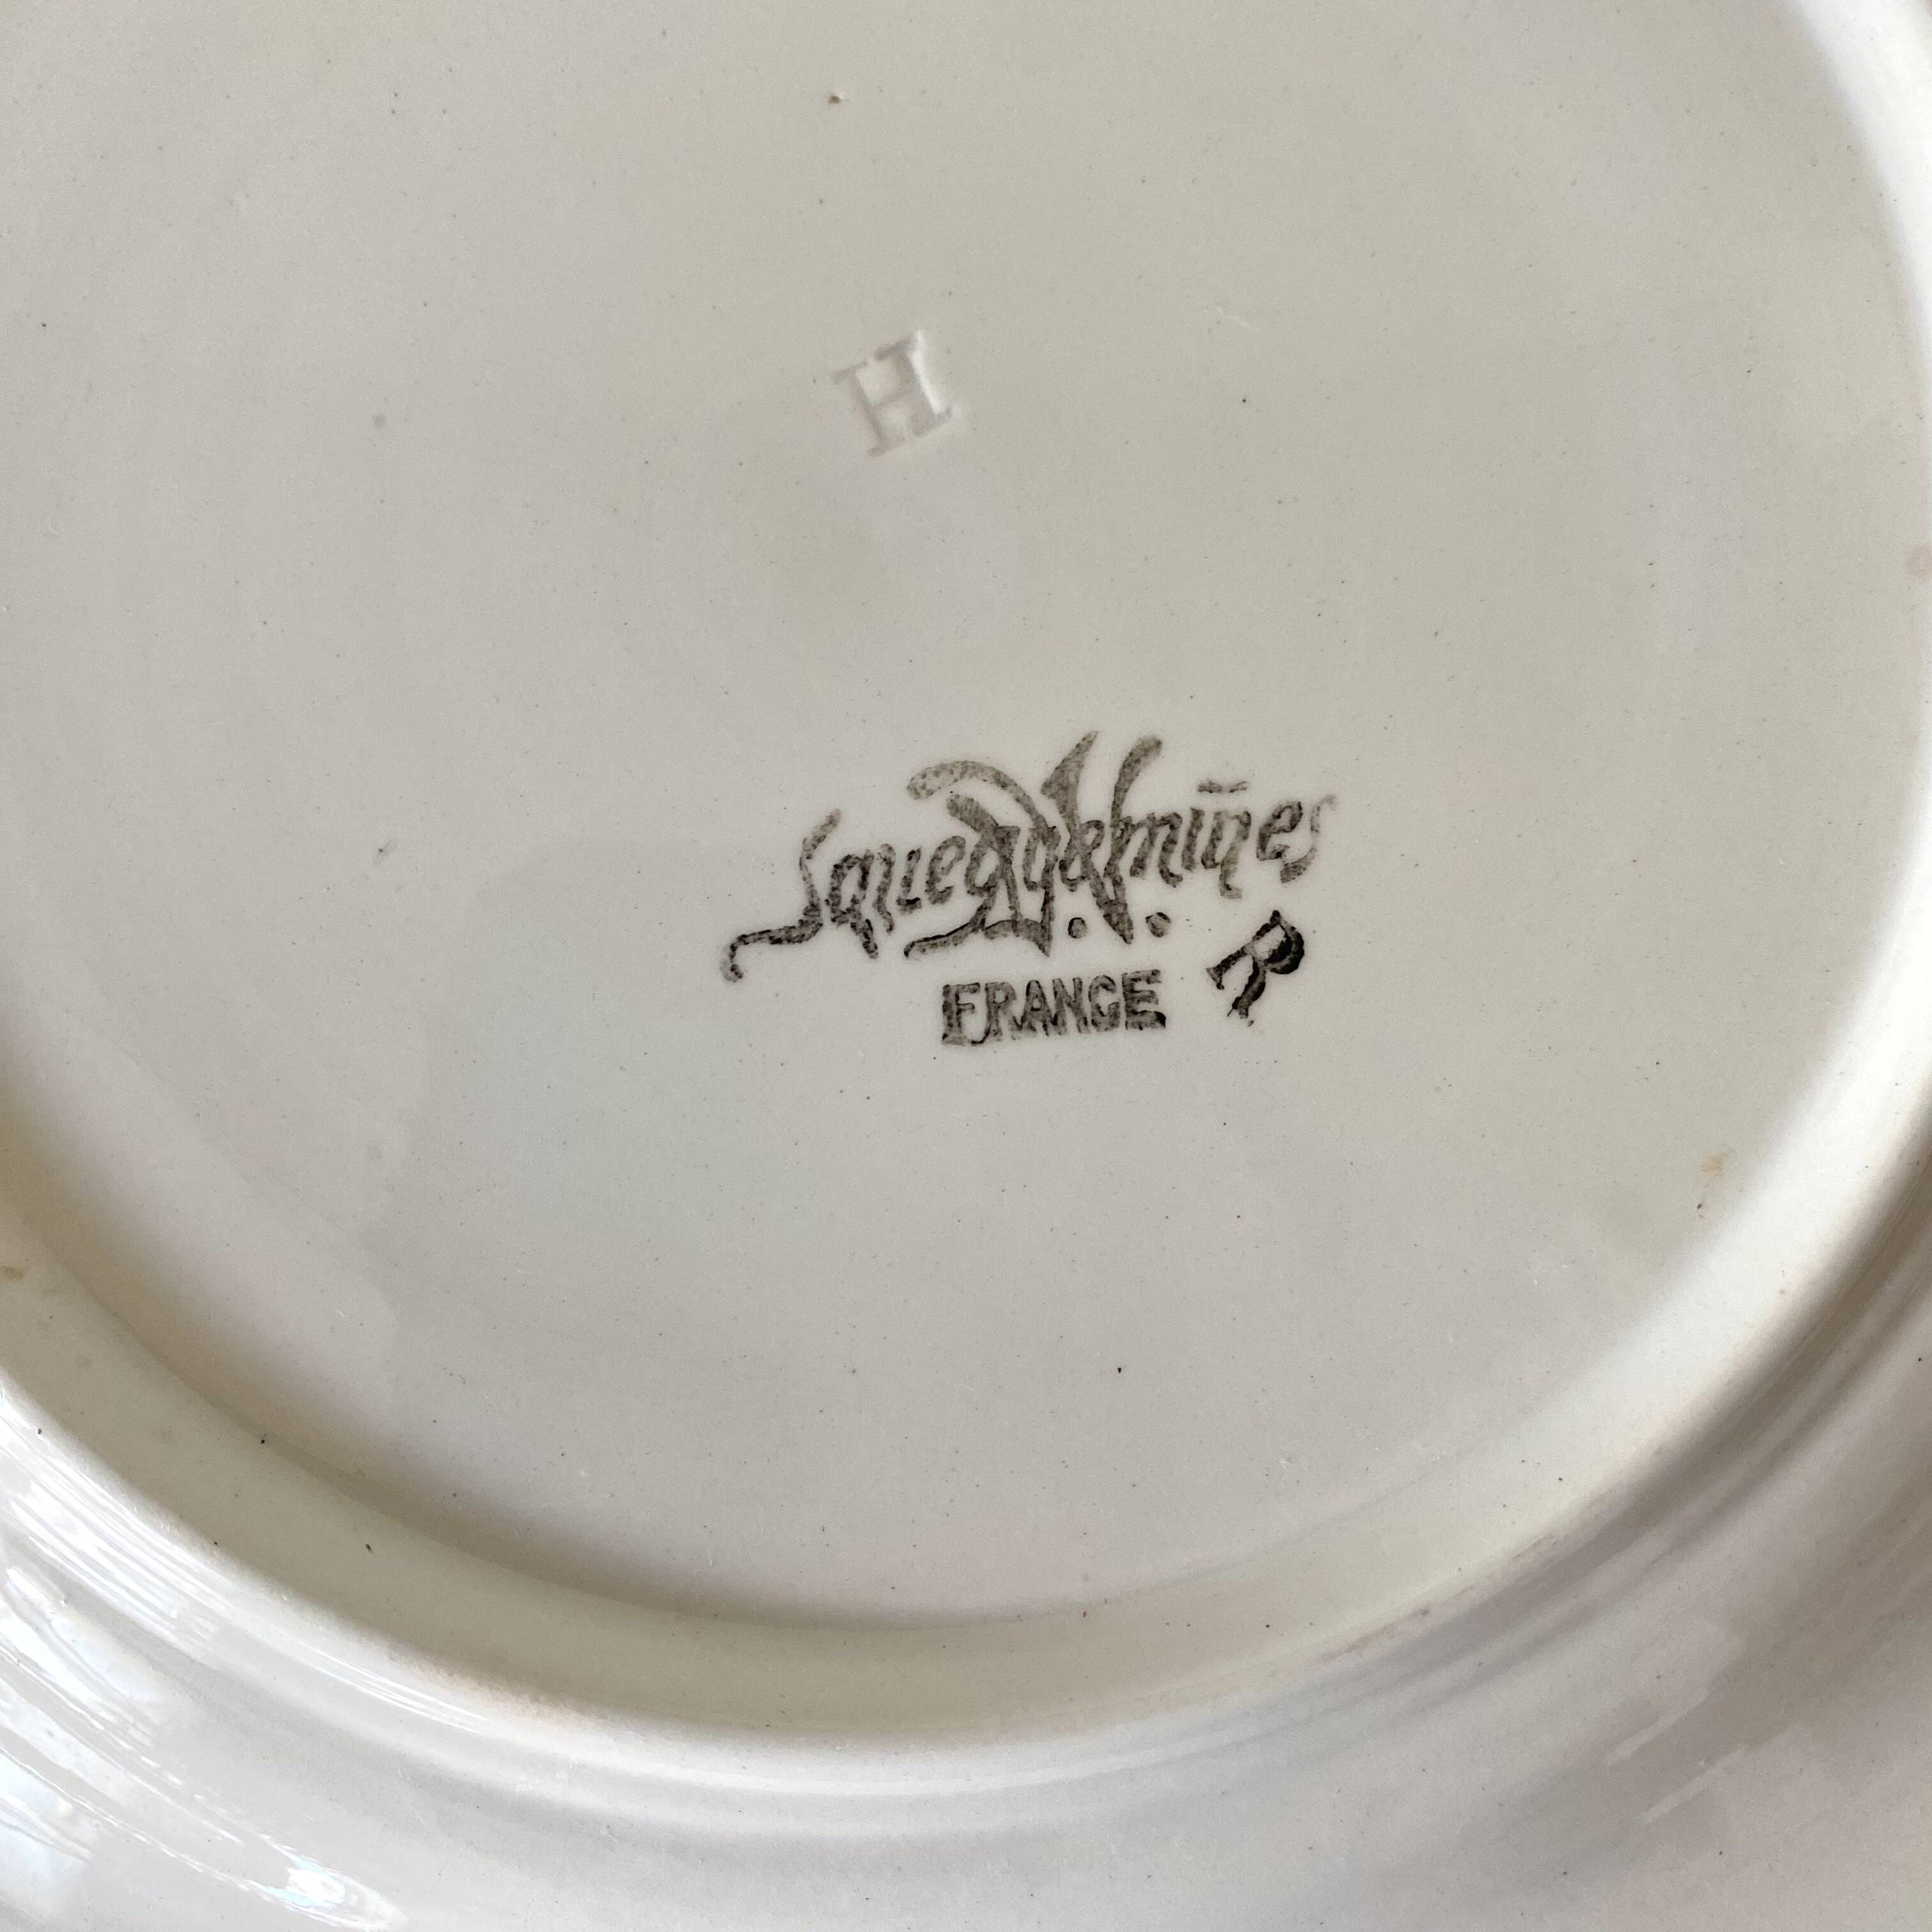 H
Sarreguemines
D.V.
R
FRANCE